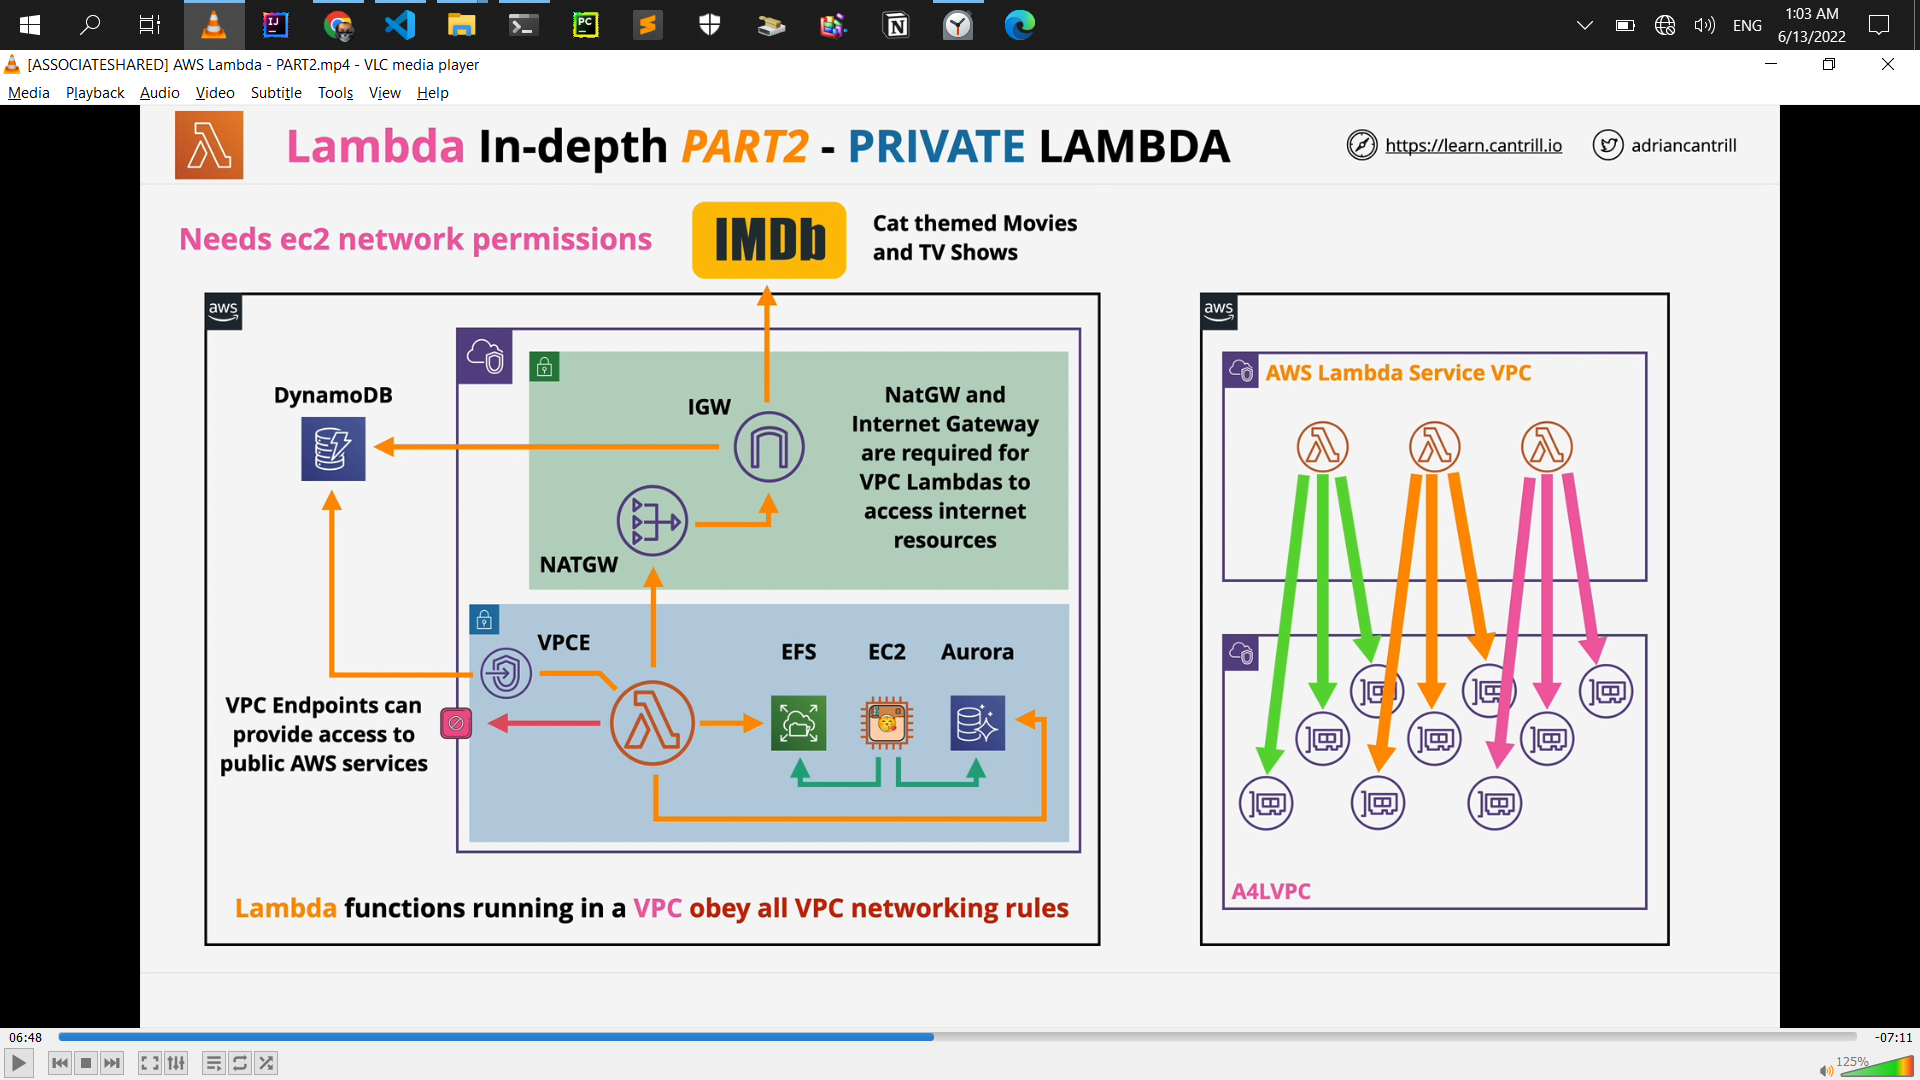 IJ
PC
ENG
1:03 AM
6/13/2022
[ASSOCIATESHARED] AWS Lambda - PART2.mp4 - VLC media player
Media Playback Audio Video Subtitle Tools View Help
Lambda In-depth PART2 - PRIVATE LAMBDA
https://learn.cantrill.io
adriancantrill
Needs ec2 network permissions
IMDb
Cat themed Movies
and TV Shows
aws
DynamoDB
IGW
NatGW and
Internet Gateway
are required for
VPC Lambdas to
access internet
resources
NATGW
VPCE
EFS
EC2
Aurora
VPC Endpoints can
provide access to
public AWS services
Lambda functions running in a VPC obey all VPC networking rules
aws
AWS Lambda Service VPC
A4LVPC
06:48
-07:11
125%